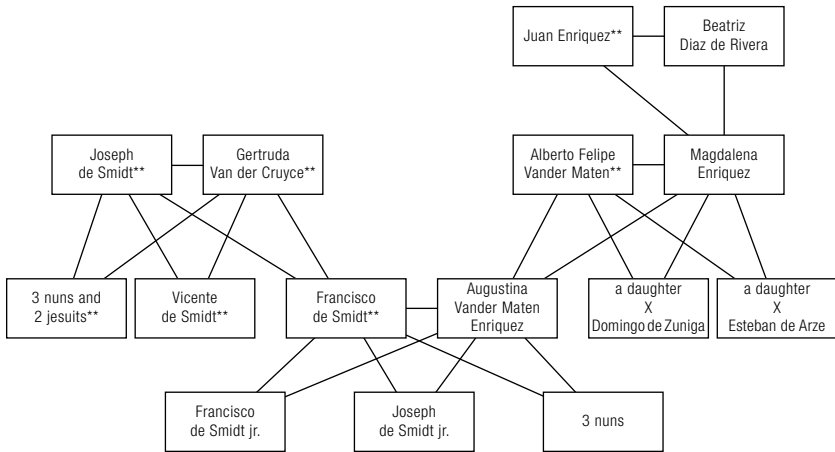 Juan Enriquez**
Beatriz
Diaz de Rivera
Joseph
de Smidt**
Gertruda
Van der Cruyce**
Alberto Felipe
Vander Maten**
Magdalena
Enriquez
3 nuns and
2 jesuits**
Vicente
de Smidt**
Francisco
de Smidt**
Augustina
Vander Maten
Enriquez
a daughter
X
Domingo de Zuniga
a daughter
X
Esteban de Arze
Francisco
de Smidt jr.
Joseph
de Smidt jr.
3 nuns